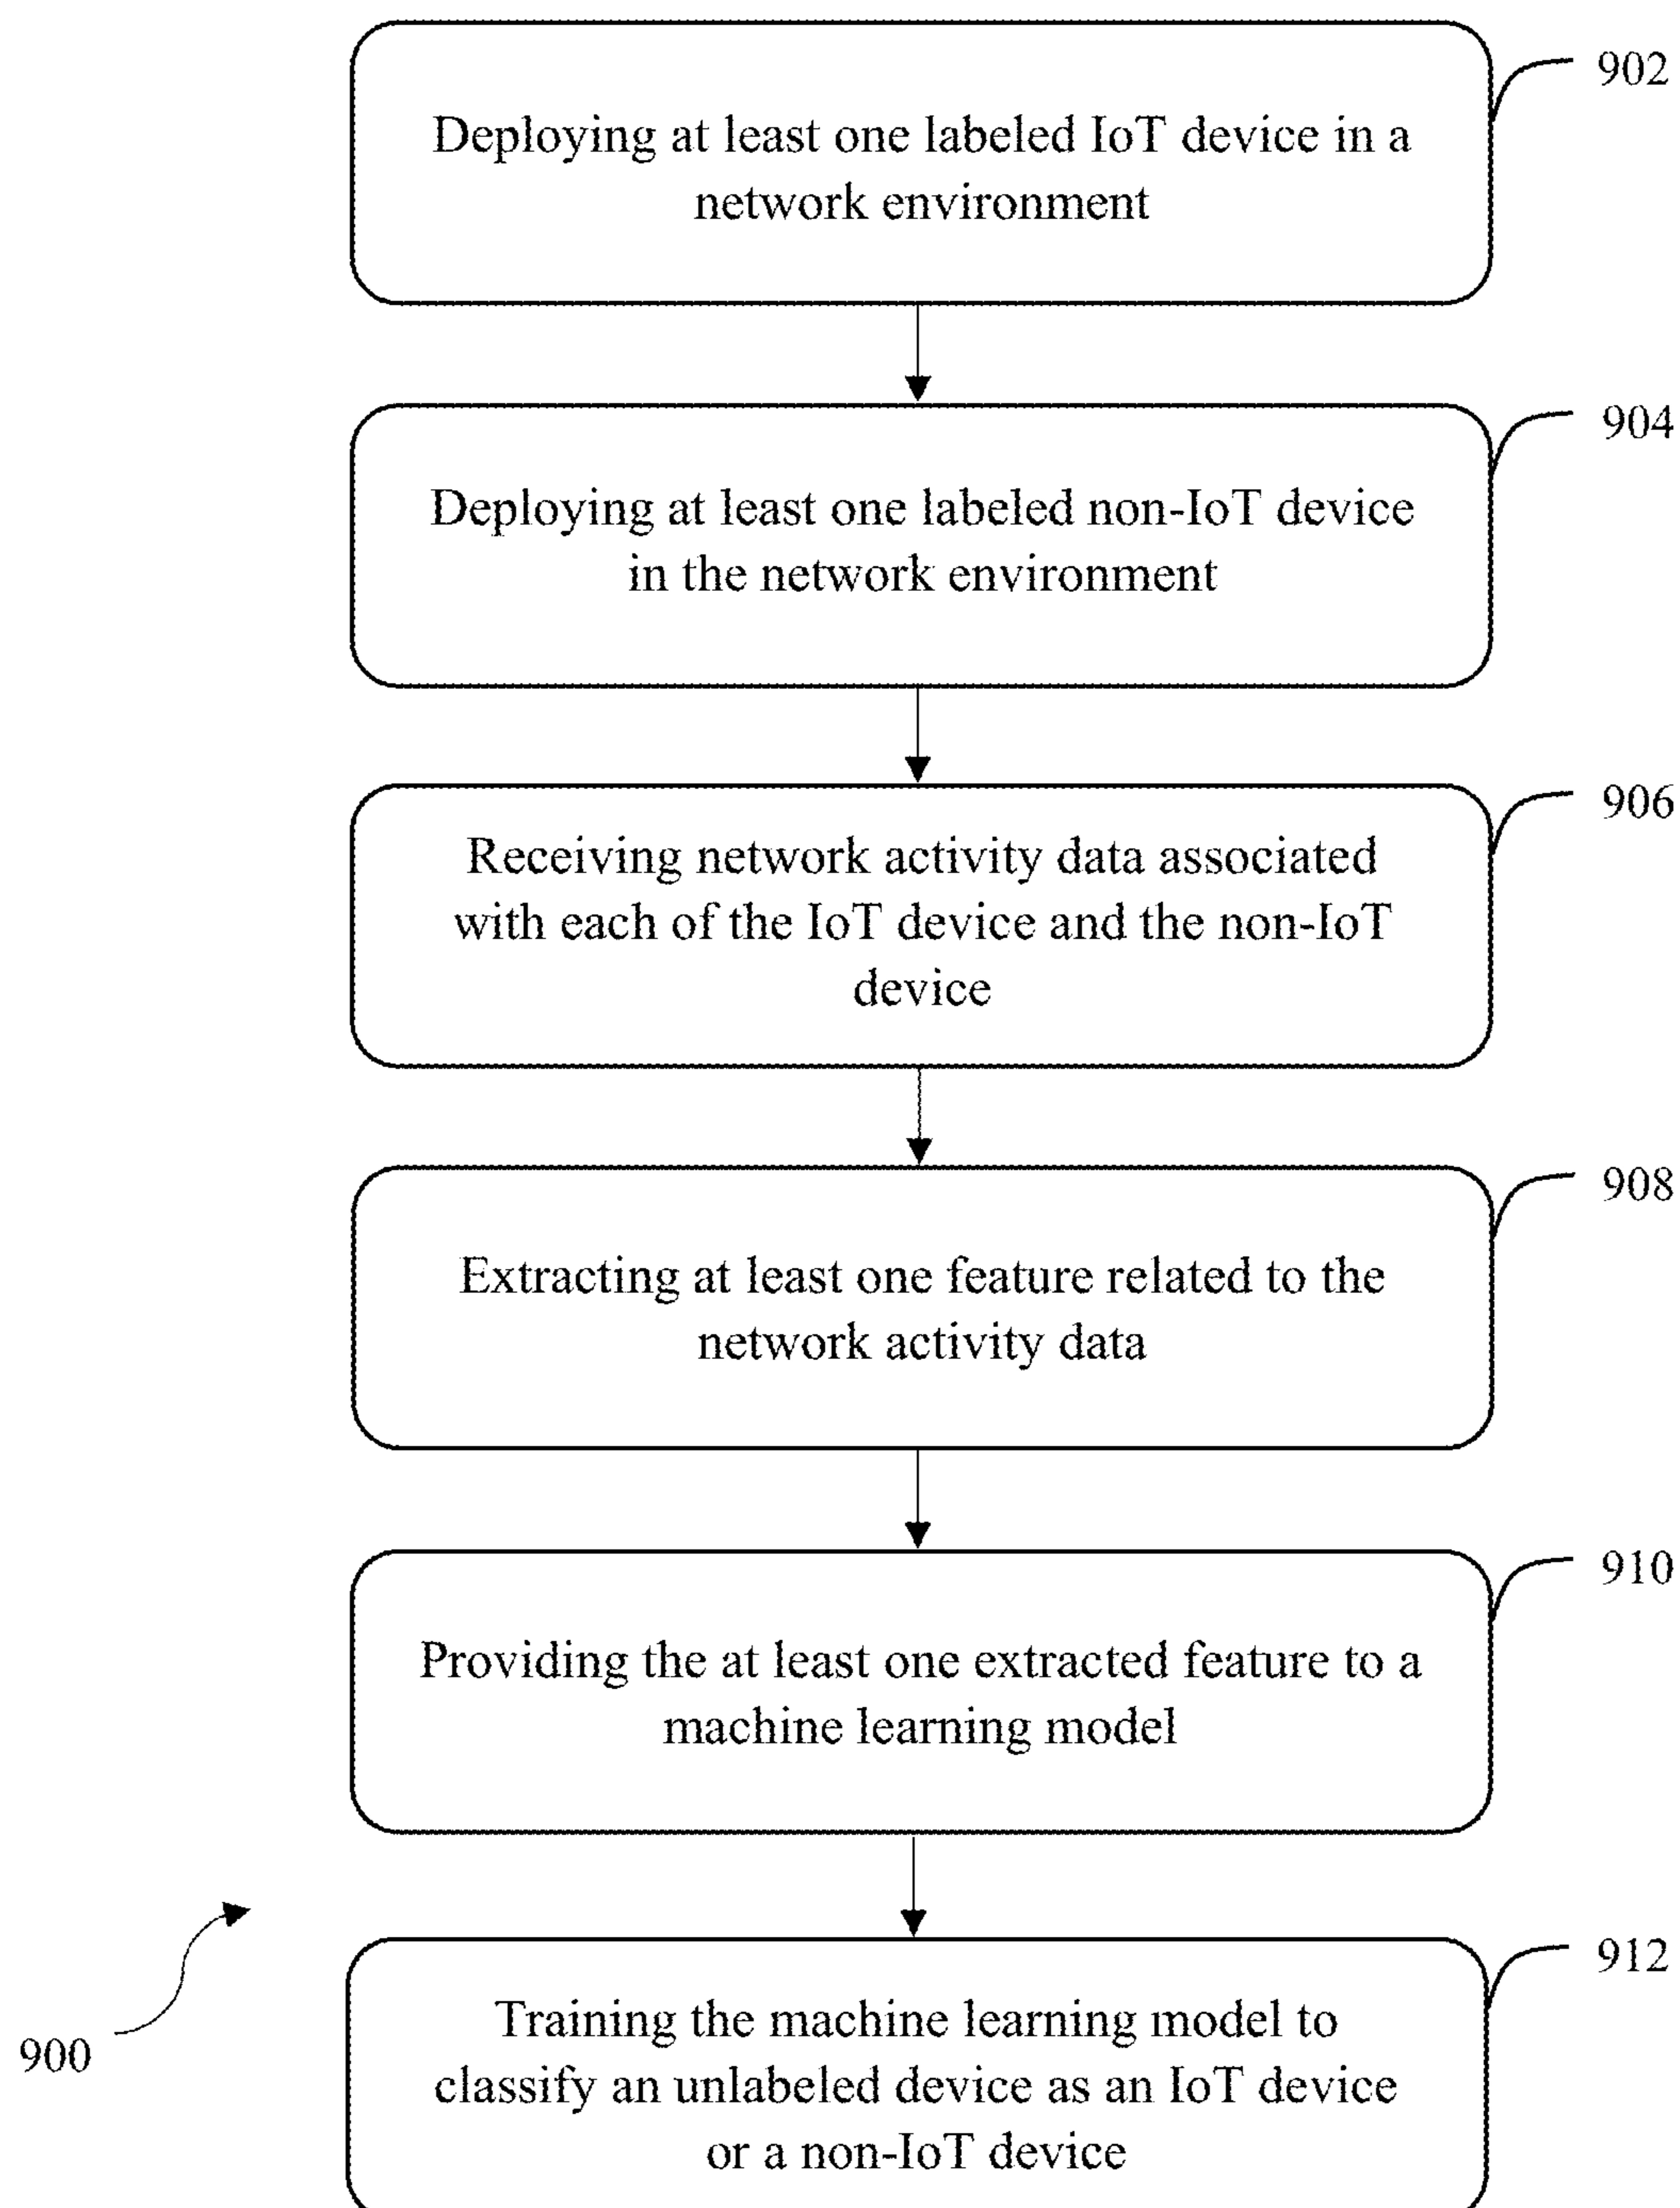 902
Deploying at least one labeled IoT device in a
network environment
904
Deploying at least one labeled non-IoT device
in the network environment
906
Receiving network activity data associated
with each of the IoT device and the non-IoT
device
908
Extracting at least one feature related to the
network activity data
910
Providing the at least one extracted feature to a
machine learning model
912
Training the machine learning model to
classify an unlabeled device as an IoT device
or a non-IoT device
900